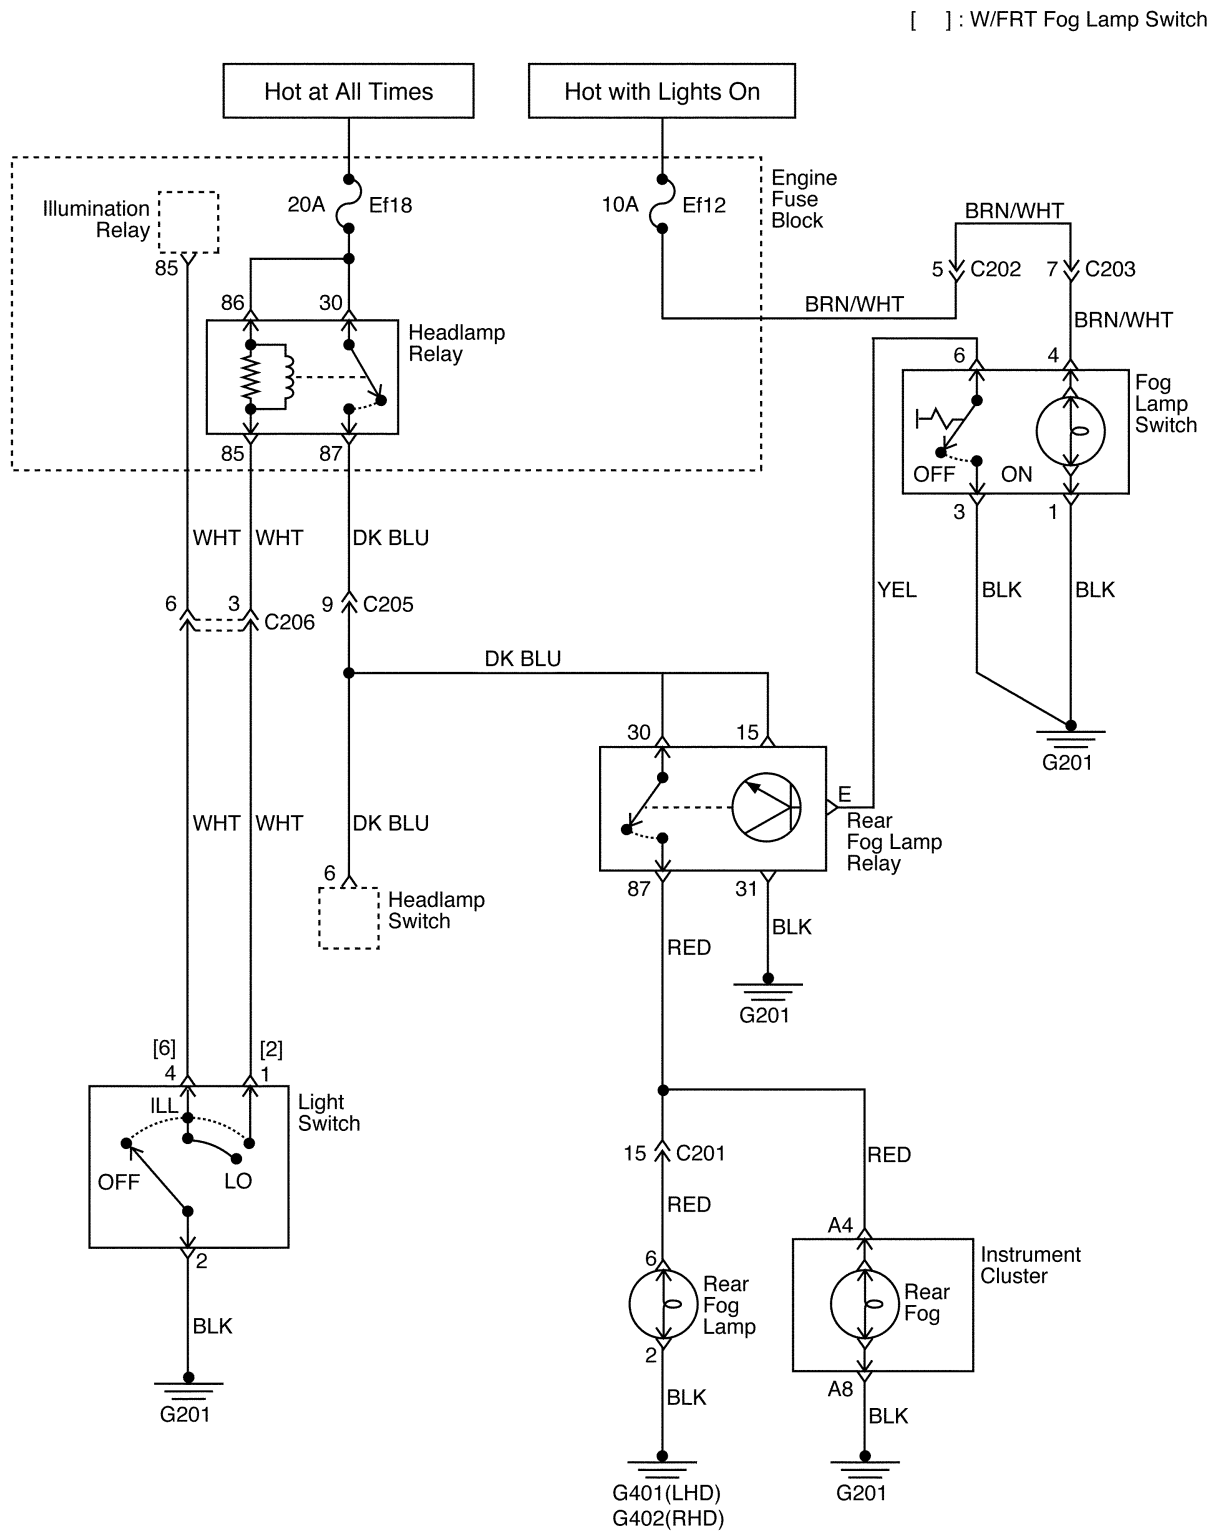 [ ] : W/FRT Fog Lamp Switch
Hot at All Times
Hot with Lights On
Engine
Fuse
Block
Illumination
Relay
85
20A
Ef18
10A
Ef12
BRN/WHT
5
C202
7
C203
BRN/WHT
BRN/WHT
86
30
Headlamp
Relay
85
87
6
4
Fog
Lamp
Switch
OFF
ON
3
1
WHT
WHT
DK BLU
YEL
BLK
BLK
6
3
C206
9
C205
DK BLU
G201
30
15
E
Rear
Fog Lamp
Relay
87
31
WHT
WHT
DK BLU
6
Headlamp
Switch
RED
BLK
G201
[6]
[2]
4
1
ILL
OFF
LO
Light
Switch
2
BLK
G201
15
C201
RED
RED
6
Rear
Fog
Lamp
2
BLK
G401(LHD)
G402(RHD)
A4
Instrument
Cluster
Rear
Fog
A8
BLK
G201